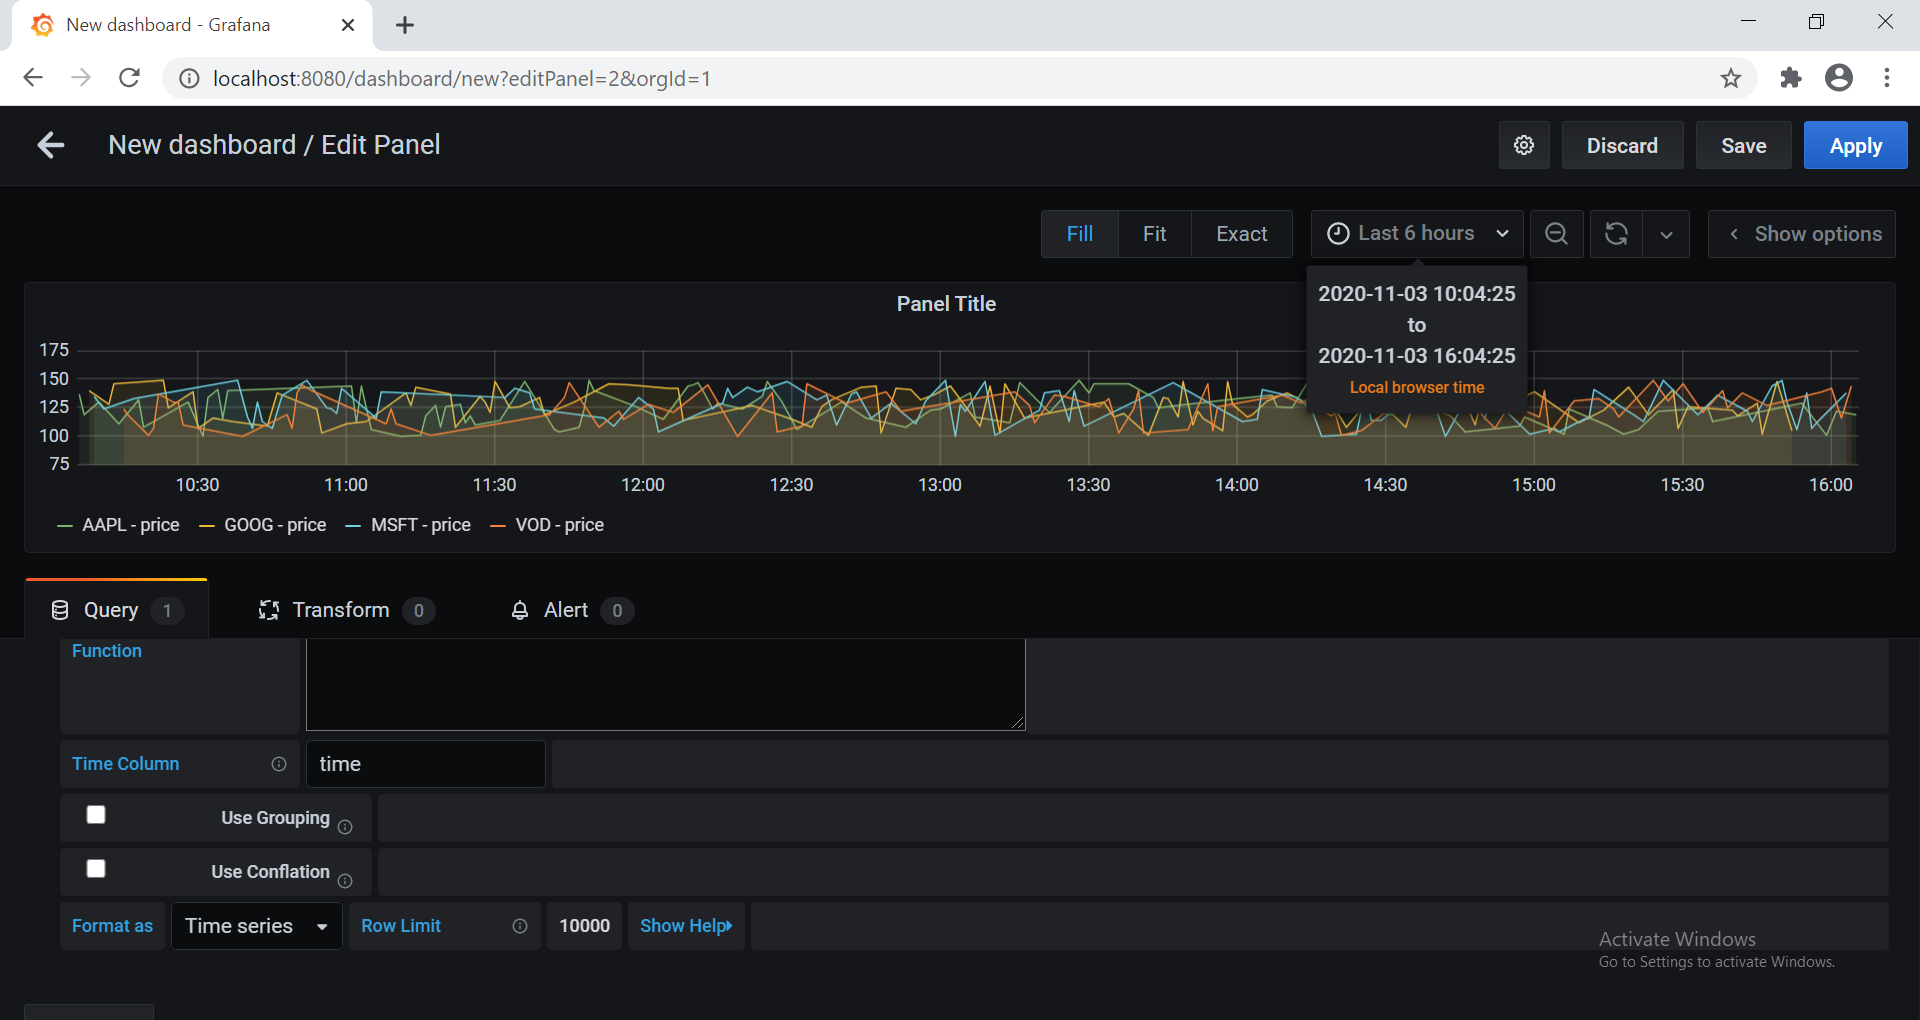 New dashboard - Grafana
localhost:8080/dashboard/new?editPanel=2&orgId=1
New dashboard / Edit Panel
Discard
Save
Apply
Fill
Fit
Exact
Last 6 hours
Show options
2020-11-03 10:04:25
to
2020-11-03 16:04:25
Local browser time
Panel Title
175
150
125
100
75
10:30 11:00 11:30 12:00 12:30 13:00 13:30 14:00 14:30 15:00 15:30 16:00
AAPL - price GOOG - price MSFT - price VOD - price
Query 1
Transform 0
Alert 0
Function
Time Column
time
Use Grouping
Use Conflation
Format as
Time series
Row Limit
10000
Show Help
Activate Windows
Go to Settings to activate Windows.